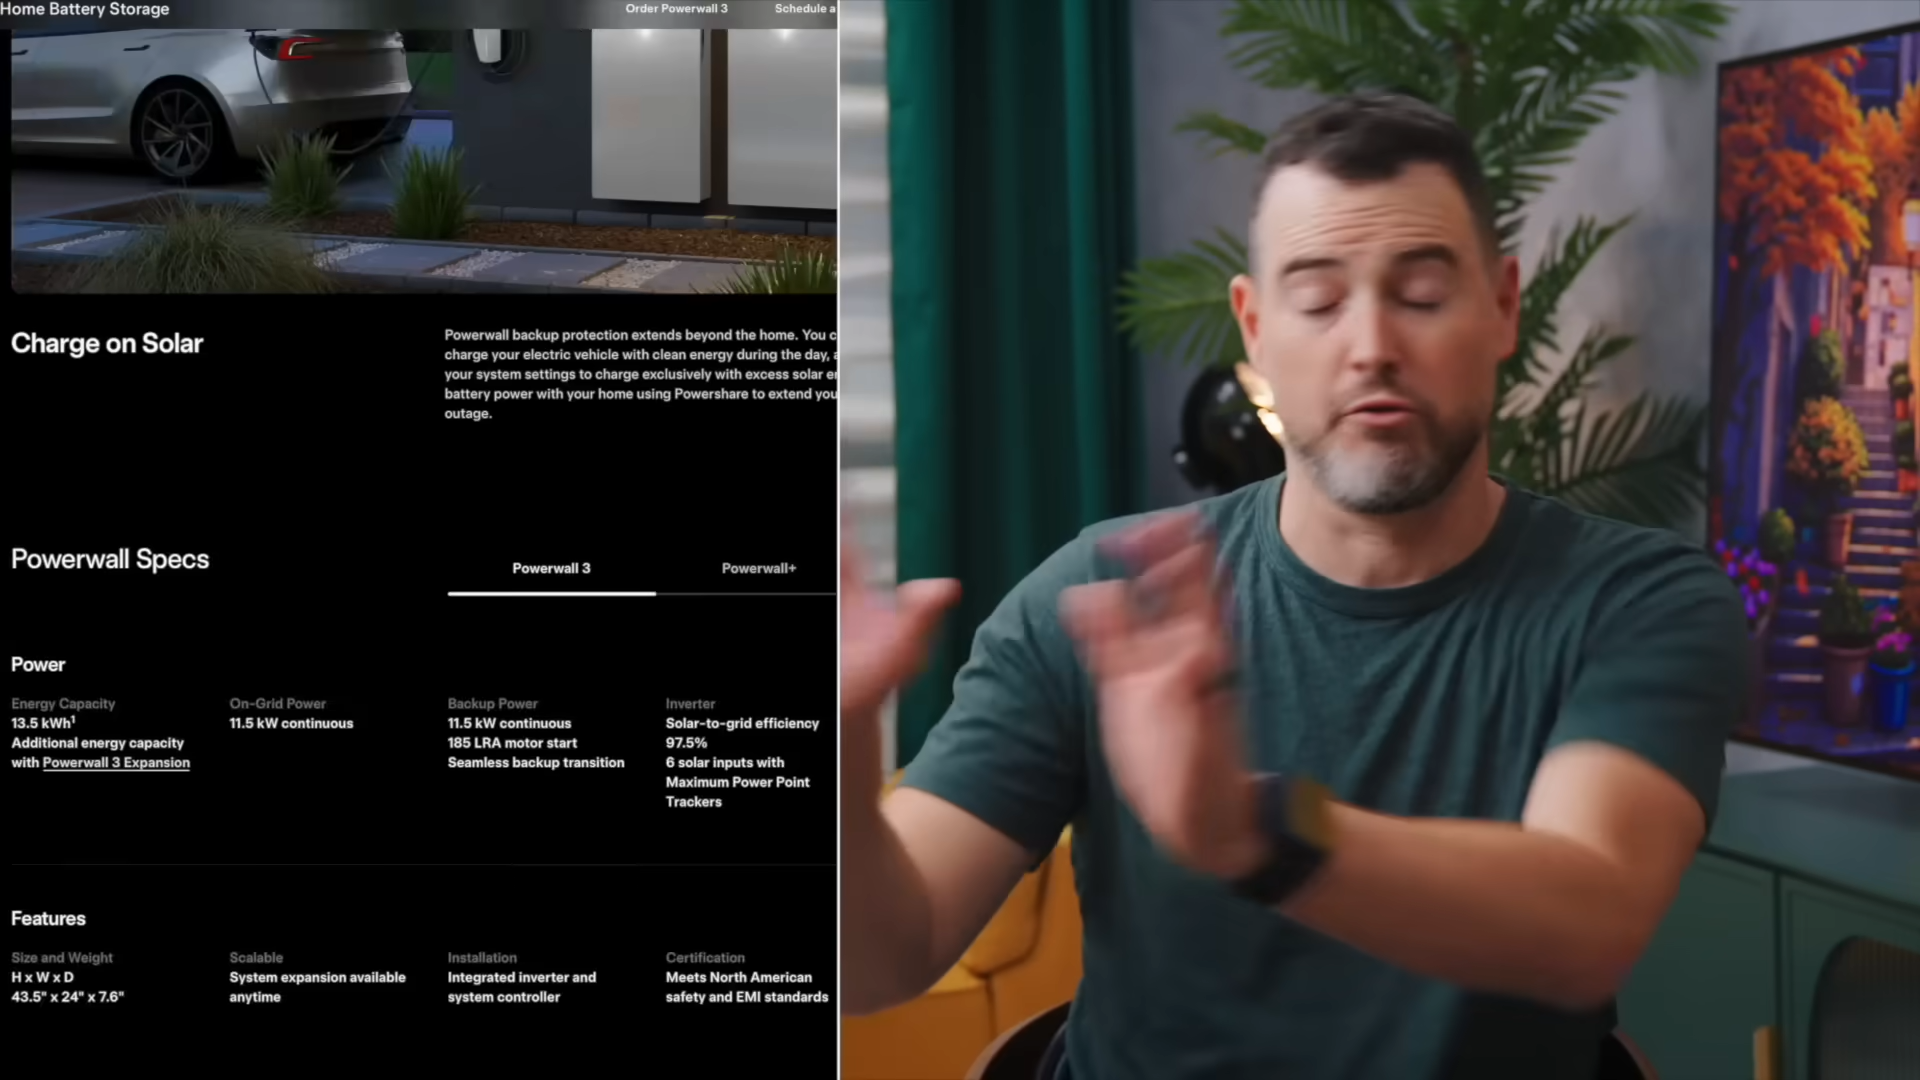 Home Battery Storage
Order Powerwall 3
Schedule a
Charge on Solar
Powerwall backup protection extends beyond the home. You c
charge your electric vehicle with clean energy during the day,
your system settings to charge exclusively with excess solar
battery power with your home using Powershare to extend you
outage.
Powerwall Specs
Powerwall 3
Powerwall+
Power
Energy Capacity
13.5 kWh¹
Additional energy capacity
with Powerwall 3 Expansion
On-Grid Power
11.5 kW continuous
Backup Power
11.5 kW continuous
185 LRA motor start
Seamless backup transition
Inverter
Solar-to-grid efficiency
97.5%
6 solar inputs with
Maximum Power Point
Trackers
Features
Size and Weight
H x W x D
43.5" x 24" x 7.6"
Scalable
System expansion available
anytime
Installation
Integrated inverter and
system controller
Certification
Meets North American
safety and EMI standards